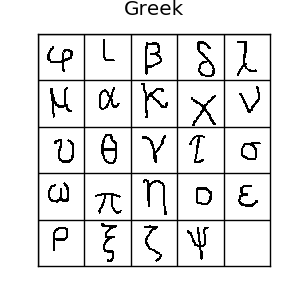 Greek
φ ι β δ λ
μ α κ χ ν
υ θ γ τ σ
ω π η ο ε
ρ ξ ζ ψ